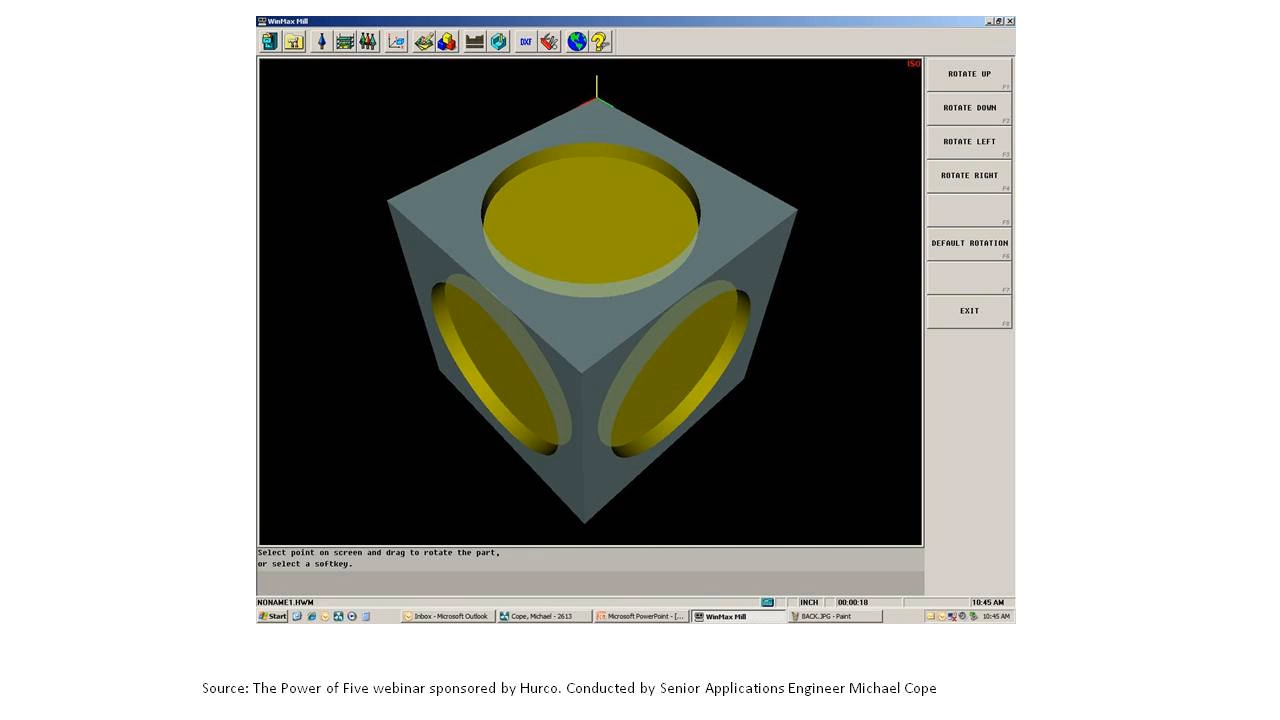 WinMax Mill
DXF
ISO
ROTATE UP
F1
ROTATE DOWN
F2
ROTATE LEFT
F3
ROTATE RIGHT
F4
F5
DEFAULT ROTATION
F6
F7
EXIT
F8
Select point on screen and drag to rotate the part,
or select a softkey.
NONAME1.HWM INCH 00:00:18 10:45 AM
Start Inbox - Microsoft Outlook Cope, Michael - 2613 Microsoft PowerPoint - [... WinMax Mill BACK.JPG - Paint 10:45 AM
Source: The Power of Five webinar sponsored by Hurco. Conducted by Senior Applications Engineer Michael Cope